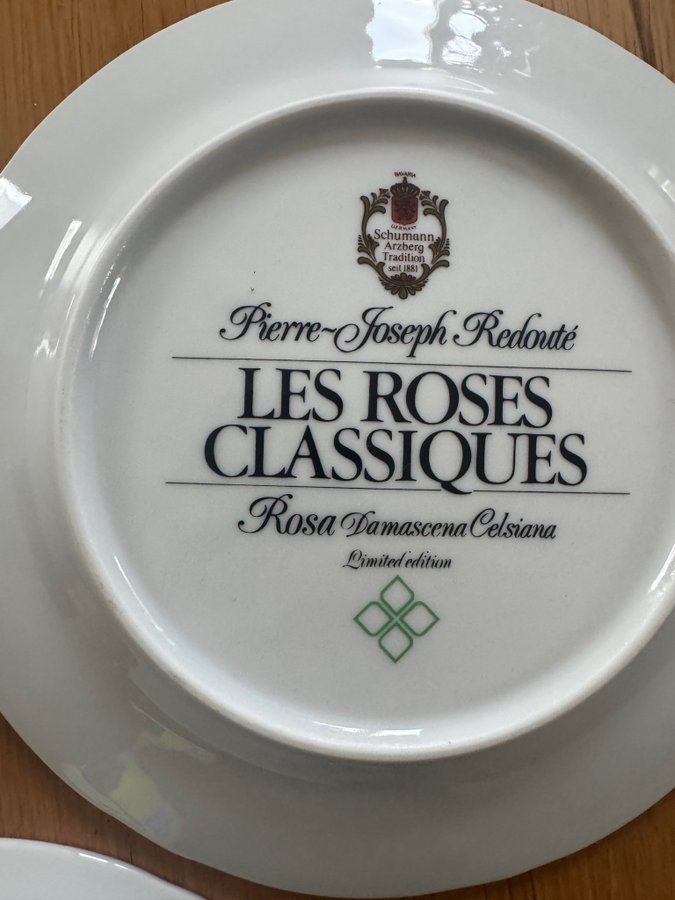 BAVARIA
GERMANY
Schumann
Arzberg
Tradition
seit 1881
Pierre~Joseph Redouté
LES ROSES
CLASSIQUES
Rosa Damascena Celsiana
Limited edition